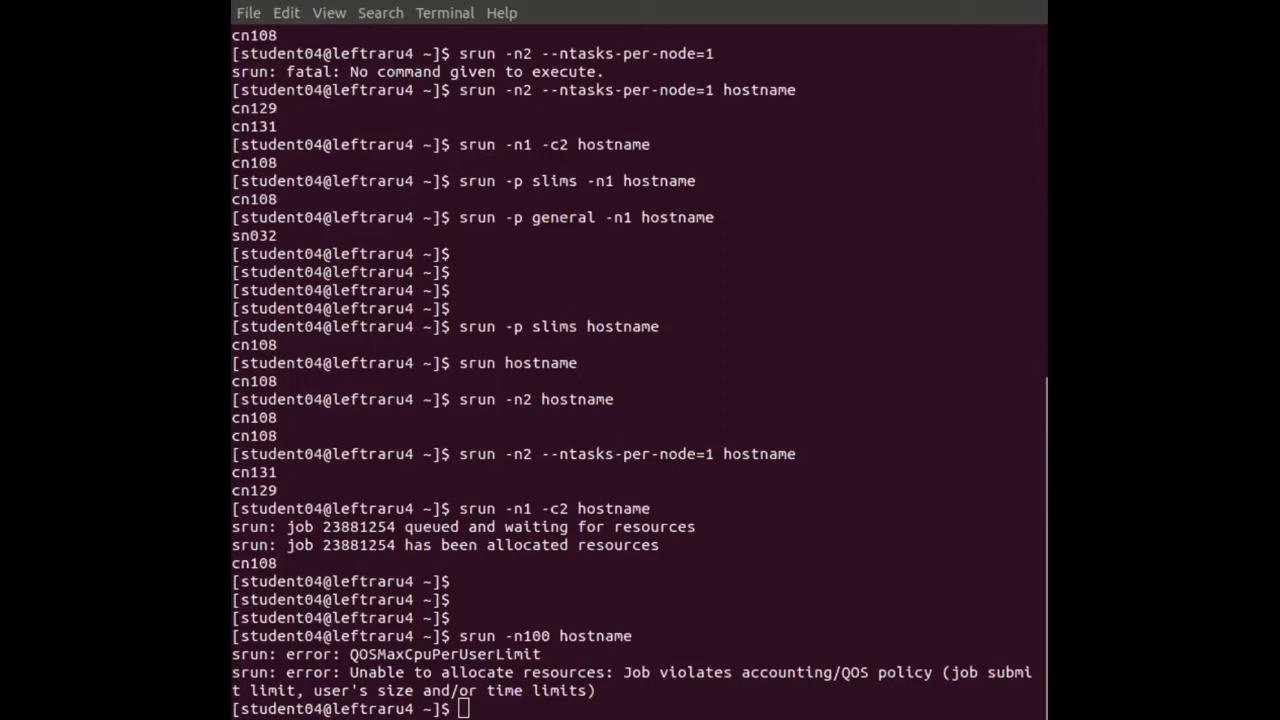 File Edit View Search Terminal Help
cn108
[student04@leftraru4 ~]$ srun -n2 --ntasks-per-node=1
srun: fatal: No command given to execute.
[student04@leftraru4 ~]$ srun -n2 --ntasks-per-node=1 hostname
cn129
cn131
[student04@leftraru4 ~]$ srun -n1 -c2 hostname
cn108
[student04@leftraru4 ~]$ srun -p slims -n1 hostname
cn108
[student04@leftraru4 ~]$ srun -p general -n1 hostname
sn032
[student04@leftraru4 ~]$
[student04@leftraru4 ~]$
[student04@leftraru4 ~]$
[student04@leftraru4 ~]$
[student04@leftraru4 ~]$ srun -p slims hostname
cn108
[student04@leftraru4 ~]$ srun hostname
cn108
[student04@leftraru4 ~]$ srun -n2 hostname
cn108
cn108
[student04@leftraru4 ~]$ srun -n2 --ntasks-per-node=1 hostname
cn131
cn129
[student04@leftraru4 ~]$ srun -n1 -c2 hostname
srun: job 23881254 queued and waiting for resources
srun: job 23881254 has been allocated resources
cn108
[student04@leftraru4 ~]$
[student04@leftraru4 ~]$
[student04@leftraru4 ~]$
[student04@leftraru4 ~]$ srun -n100 hostname
srun: error: QOSMaxCpuPerUserLimit
srun: error: Unable to allocate resources: Job violates accounting/QOS policy (job submi
t limit, user's size and/or time limits)
[student04@leftraru4 ~]$